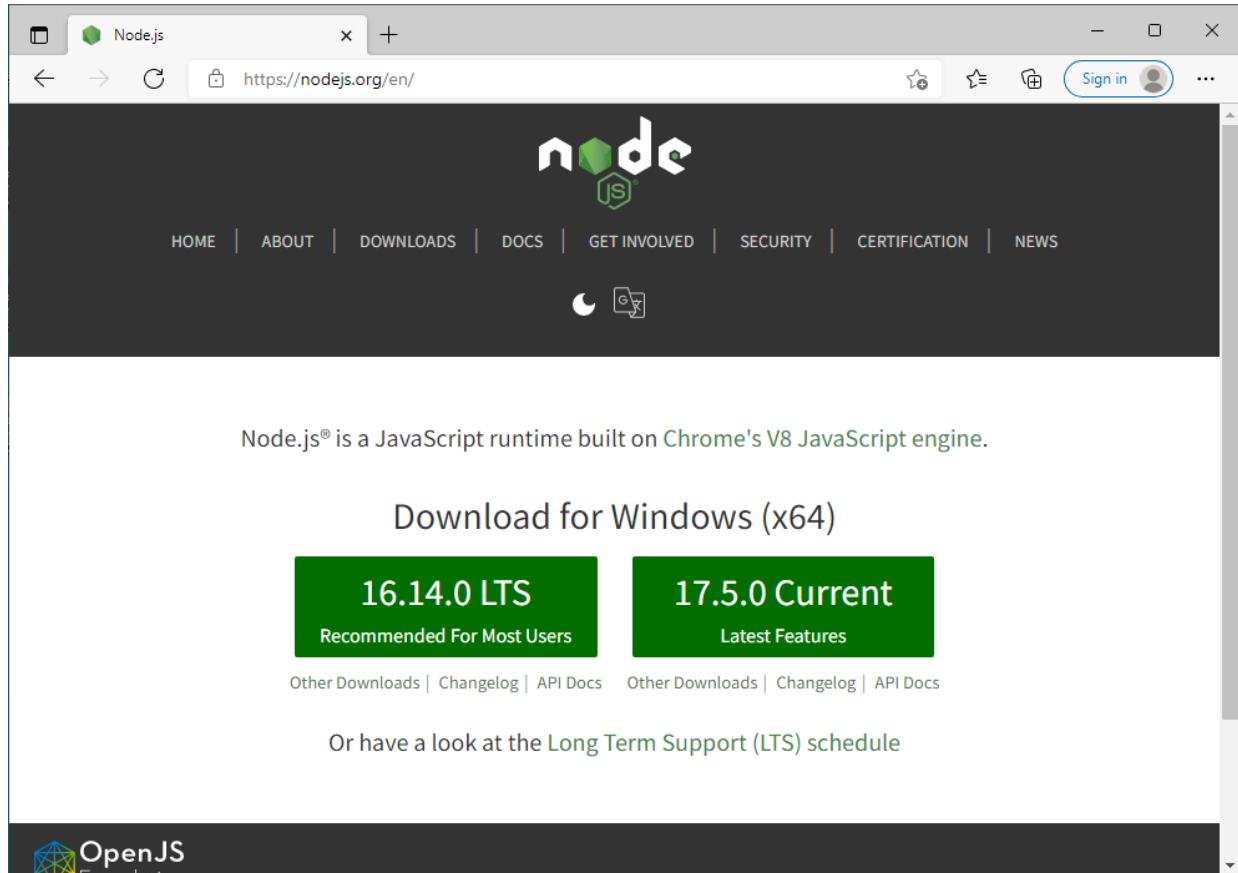 Node.js
https://nodejs.org/en/
Sign in
node
JS
HOME | ABOUT | DOWNLOADS | DOCS | GET INVOLVED | SECURITY | CERTIFICATION | NEWS
Node.js® is a JavaScript runtime built on Chrome's V8 JavaScript engine.
Download for Windows (x64)
16.14.0 LTS
Recommended For Most Users
17.5.0 Current
Latest Features
Other Downloads | Changelog | API Docs
Other Downloads | Changelog | API Docs
Or have a look at the Long Term Support (LTS) schedule
OpenJS